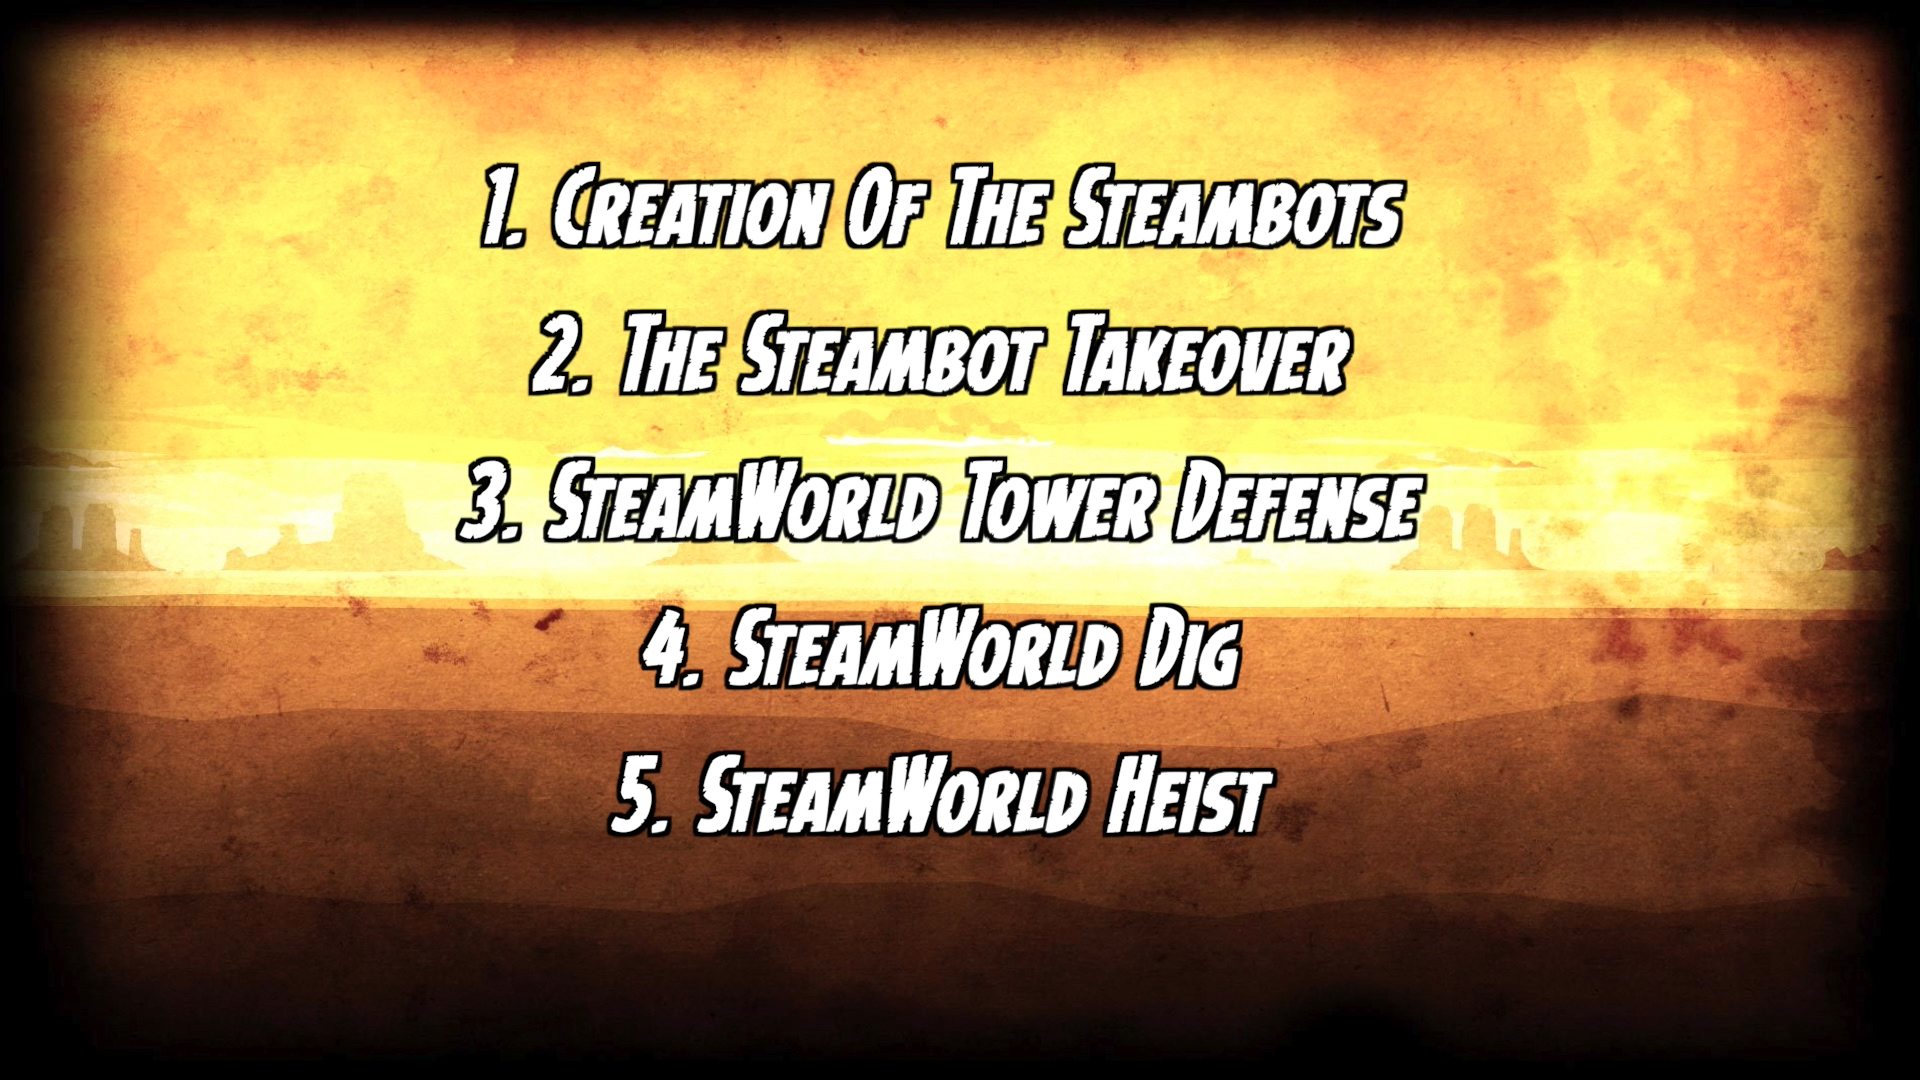 1. Creation Of The Steambots
2. The Steambot Takeover
3. SteamWorld Tower Defense
4. SteamWorld Dig
5. SteamWorld Heist